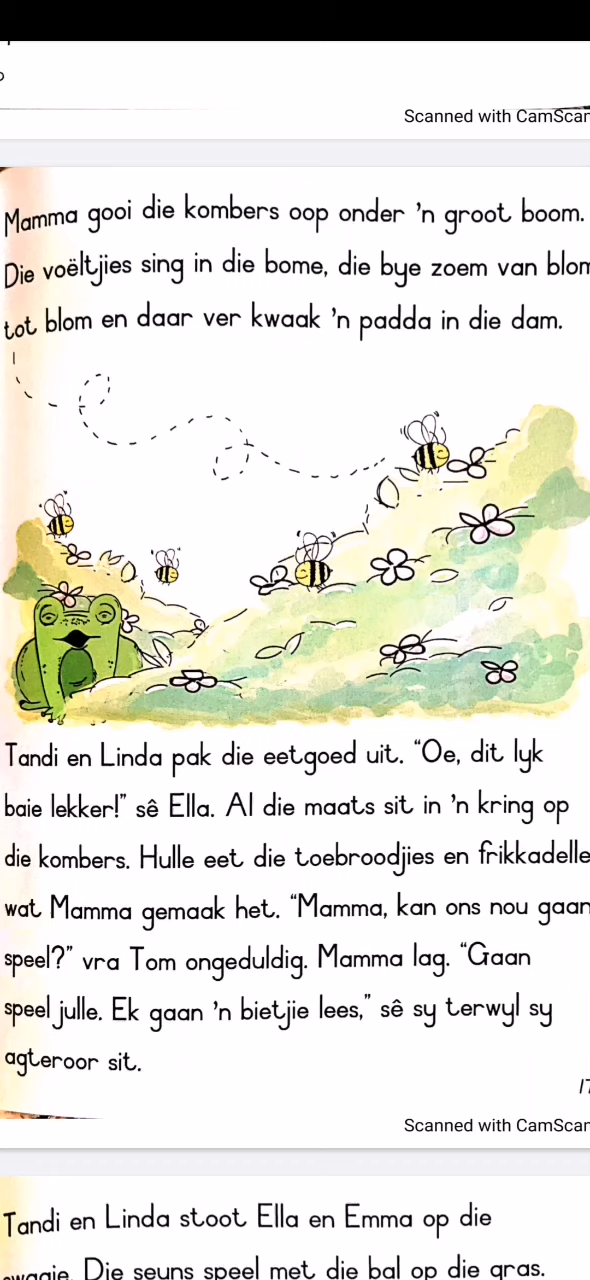 Scanned with CamScan
Mamma gooi die kombers oop onder 'n groot boom.
Die voëltjies sing in die bome, die bye zoem van blom
tot blom en daar ver kwaak 'n padda in die dam.
Tandi en Linda pak die eetgoed uit. “Oe, dit lyk
baie lekker!” sê Ella. Al die maats sit in 'n kring op
die kombers. Hulle eet die toebroodjies en frikkadelle
wat Mamma gemaak het. “Mamma, kan ons nou gaan
speel?” vra Tom ongeduldig. Mamma lag. “Gaan
speel julle. Ek gaan 'n bietjie lees,” sê sy terwyl sy
agteroor sit.
17
Scanned with CamScan
Tandi en Linda stoot Ella en Emma op die
Die seuns speel met die bal op die gras.